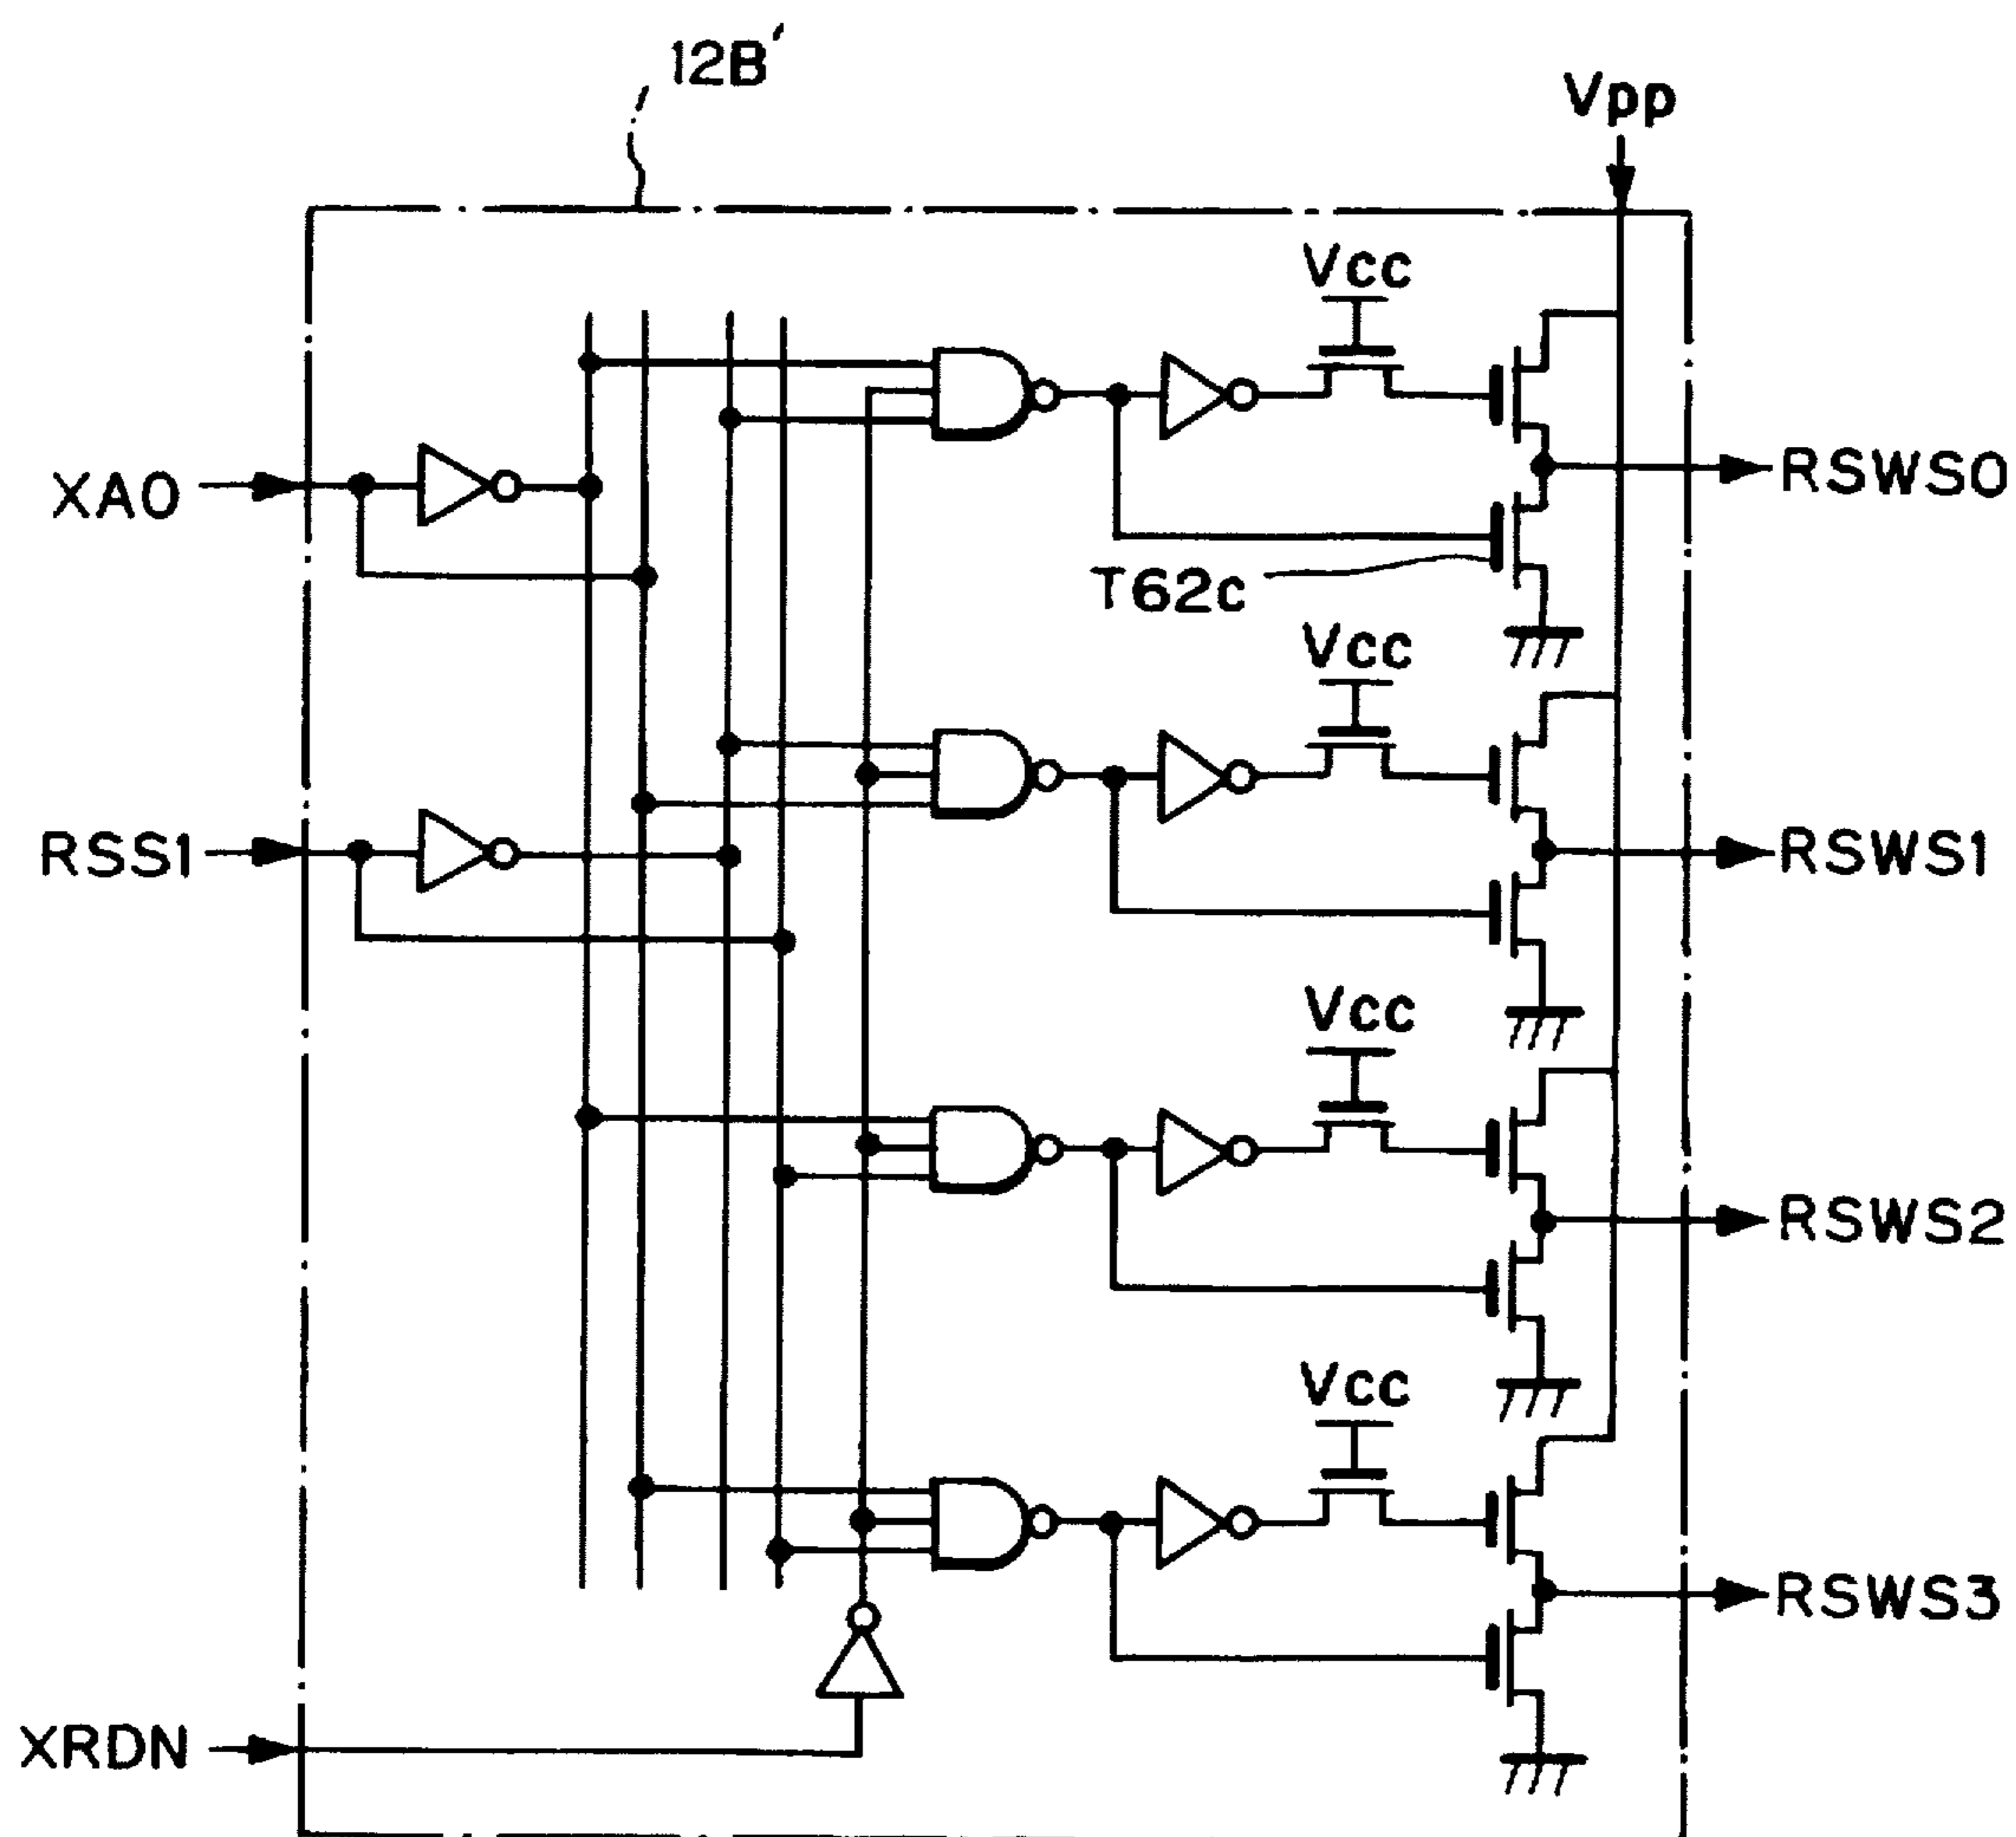 12B'
Vpp
Vcc
XA0
RSWS0
T62c
Vcc
RSS1
RSWS1
Vcc
RSWS2
Vcc
RSWS3
XRDN